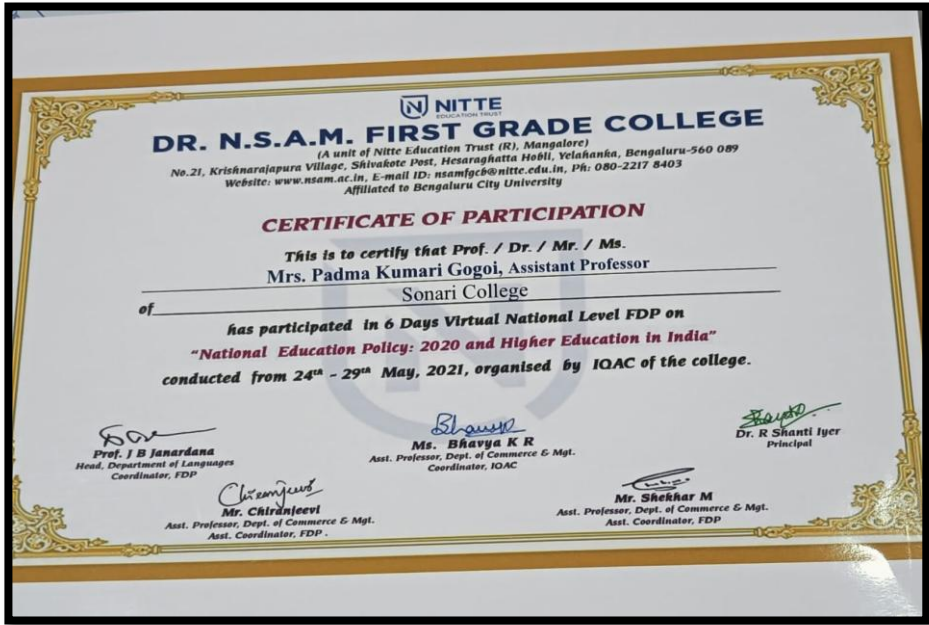 NITTE
EDUCATION TRUST
DR. N.S.A.M. FIRST GRADE COLLEGE
(A unit of Nitte Education Trust (R), Mangalore)
No.21, Krishnarajapura Village, Shivakote Post, Hesaraghatta Hobli, Yelahanka, Bengaluru-560 089
Website: www.nsam.ac.in, E-mail ID: nsamfgcb@nitte.edu.in, Ph: 080-2217 8403
Affiliated to Bengaluru City University
CERTIFICATE OF PARTICIPATION
This is to certify that Prof. / Dr. / Mr. / Ms.
Mrs. Padma Kumari Gogoi, Assistant Professor
of Sonari College
has participated in 6 Days Virtual National Level FDP on
"National Education Policy: 2020 and Higher Education in India"
conducted from 24th - 29th May, 2021, organised by IQAC of the college.
Prof. J B Janardana
Head, Department of Languages
Coordinator, FDP
Bhavya
Ms. Bhavya K R
Asst. Professor, Dept. of Commerce & Mgt.
Coordinator, IQAC
Dr. R Shanti Iyer
Principal
Chiranjeevi
Mr. Chiranjeevi
Asst. Professor, Dept. of Commerce & Mgt.
Asst. Coordinator, FDP .
Mr. Shekhar M
Asst. Professor, Dept. of Commerce & Mgt.
Asst. Coordinator, FDP